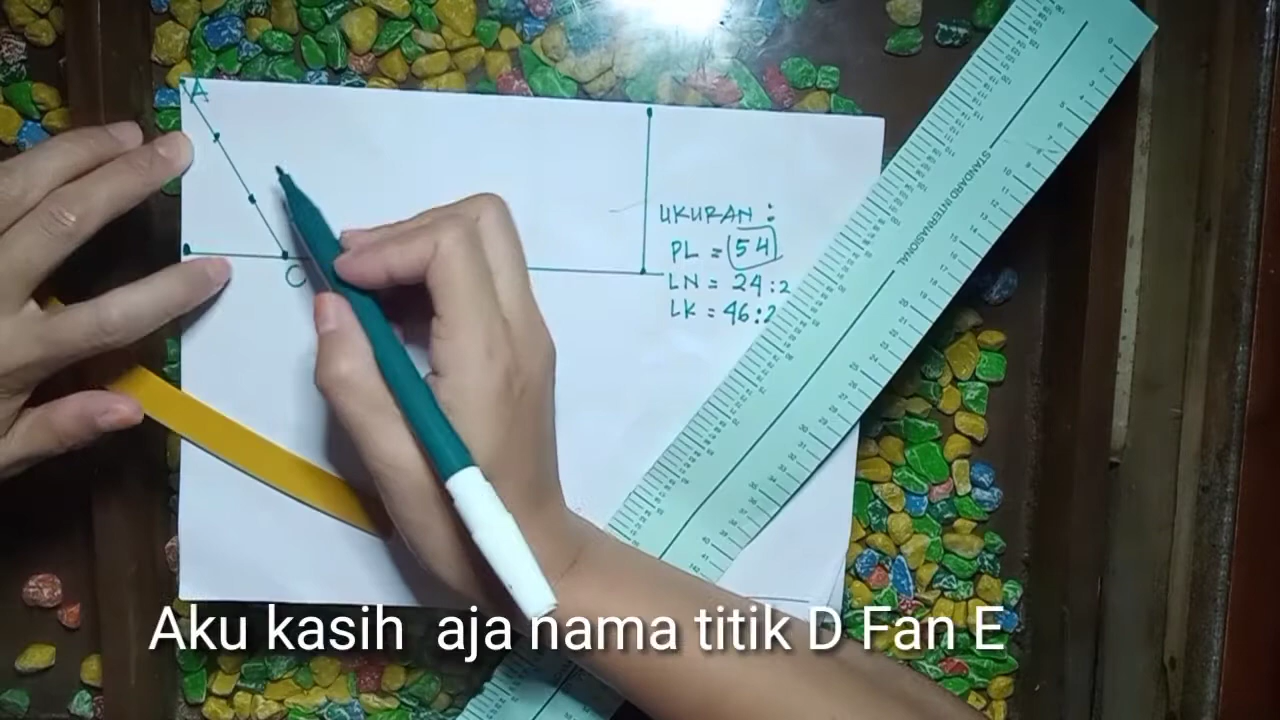 A
C
UKURAN :
PL = 54
LN = 24:2
LK = 46:2
STANDARD INTERNASIONAL
Aku kasih aja nama titik D Fan E